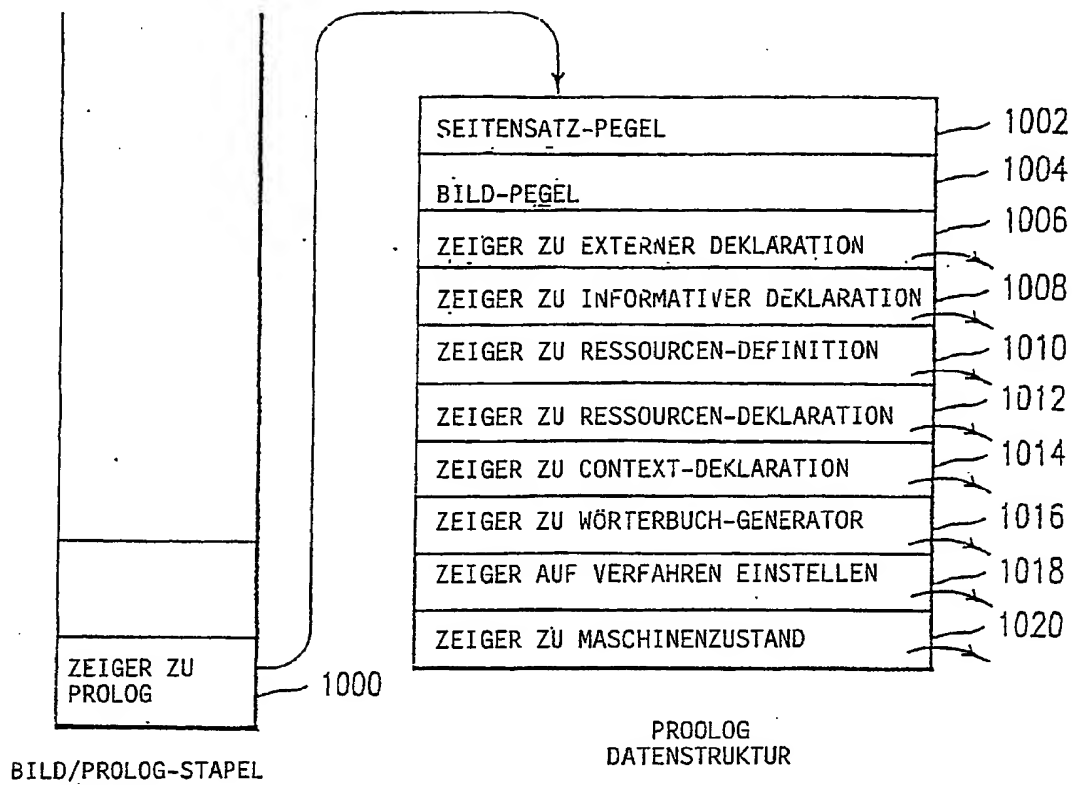 SEITENSATZ-PEGEL
1002
BILD-PEGEL
1004
ZEIGER ZU EXTERNER DEKLARATION
1006
ZEIGER ZU INFORMATIVER DEKLARATION
1008
ZEIGER ZU RESSOURCEN-DEFINITION
1010
ZEIGER ZU RESSOURCEN-DEKLARATION
1012
ZEIGER ZU CONTEXT-DEKLARATION
1014
ZEIGER ZU WÖRTERBUCH-GENERATOR
1016
ZEIGER AUF VERFAHREN EINSTELLEN
1018
ZEIGER ZU MASCHINENZUSTAND
1020
ZEIGER ZU
PROLOG
1000
BILD/PROLOG-STAPEL
PROOLOG
DATENSTRUKTUR